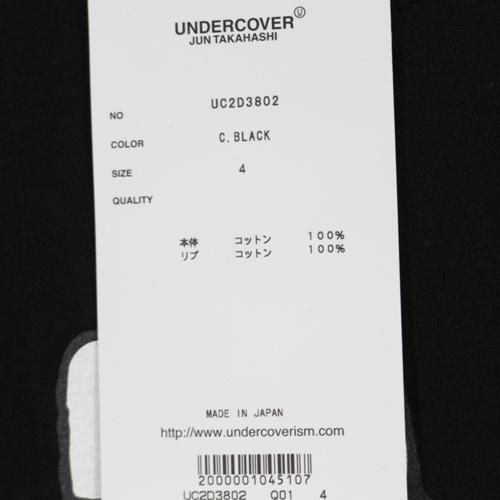 UNDERCOVER U
JUN TAKAHASHI
NO UC2D3802
COLOR C.BLACK
SIZE 4
QUALITY
本体 コットン 100%
リブ コットン 100%
MADE IN JAPAN
http://www.undercoverism.com
2000001045107
UC2D3802 Q01 4